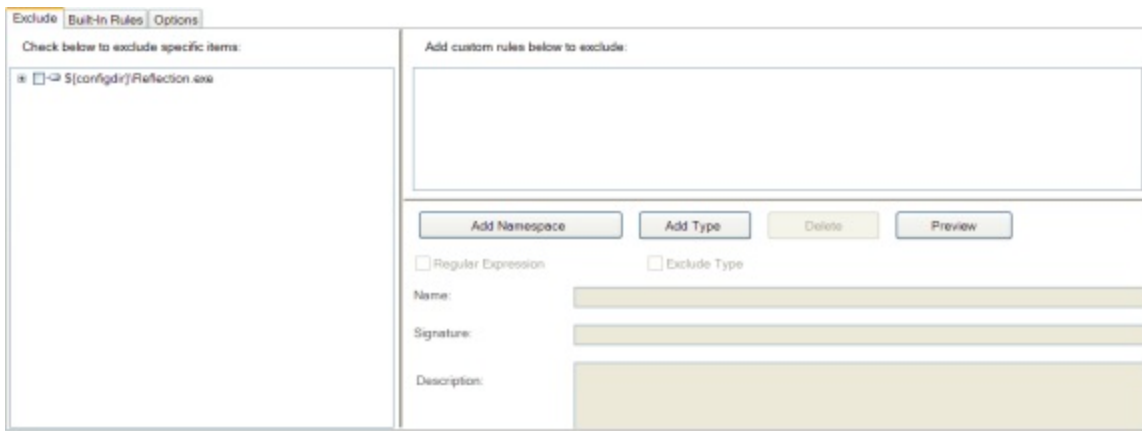 Exclude Built-In Rules Options
Check below to exclude specific items:
${configdir}\Reflection.exe
Add custom rules below to exclude:
Add Namespace Add Type Delete Preview
Regular Expression Exclude Type
Name:
Signature:
Description: